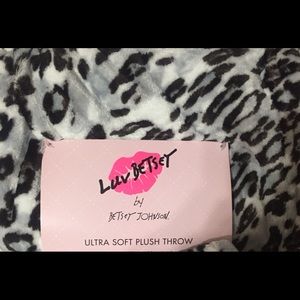 LUV BETSEY
by
BETSEY JOHNSON
ULTRA SOFT PLUSH THROW